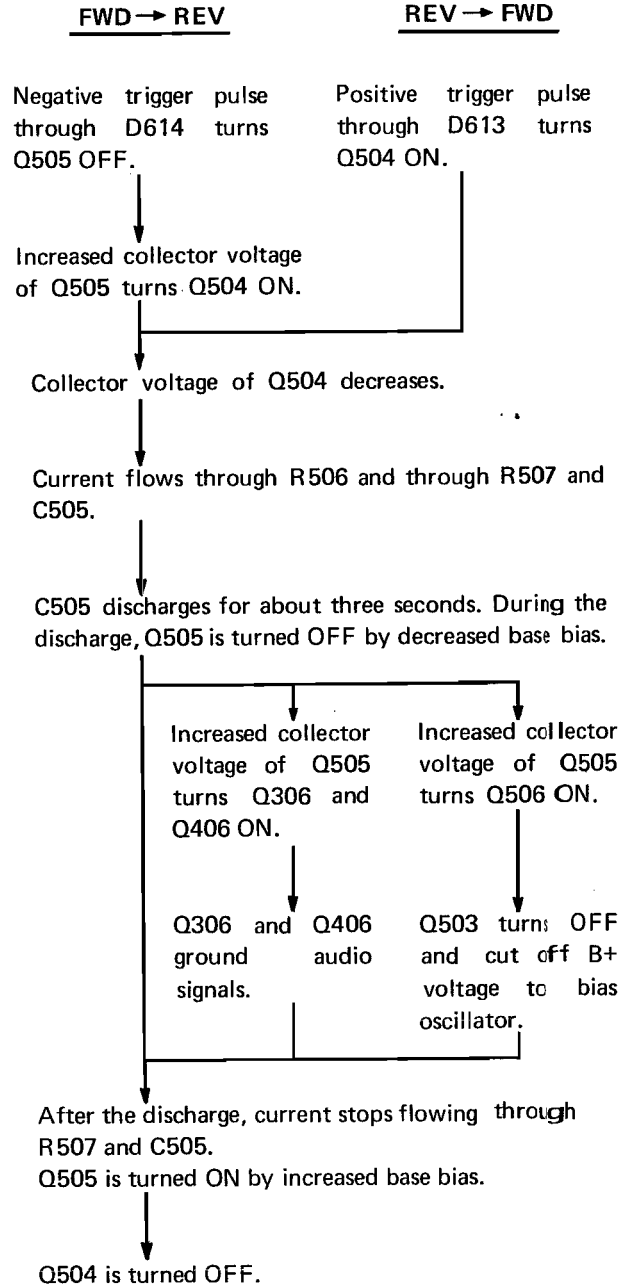 FWD → REV
REV → FWD
Negative trigger pulse
through D614 turns
Q505 OFF.
Positive trigger pulse
through D613 turns
Q504 ON.
Increased collector voltage
of Q505 turns Q504 ON.
Collector voltage of Q504 decreases.
Current flows through R506 and through R507 and
C505.
C505 discharges for about three seconds. During the
discharge, Q505 is turned OFF by decreased base bias.
Increased collector
voltage of Q505
turns Q306 and
Q406 ON.
Increased collector
voltage of Q505
turns Q506 ON.
Q306 and Q406
ground audio
signals.
Q503 turns OFF
and cut off B+
voltage to bias
oscillator.
After the discharge, current stops flowing through
R507 and C505.
Q505 is turned ON by increased base bias.
Q504 is turned OFF.